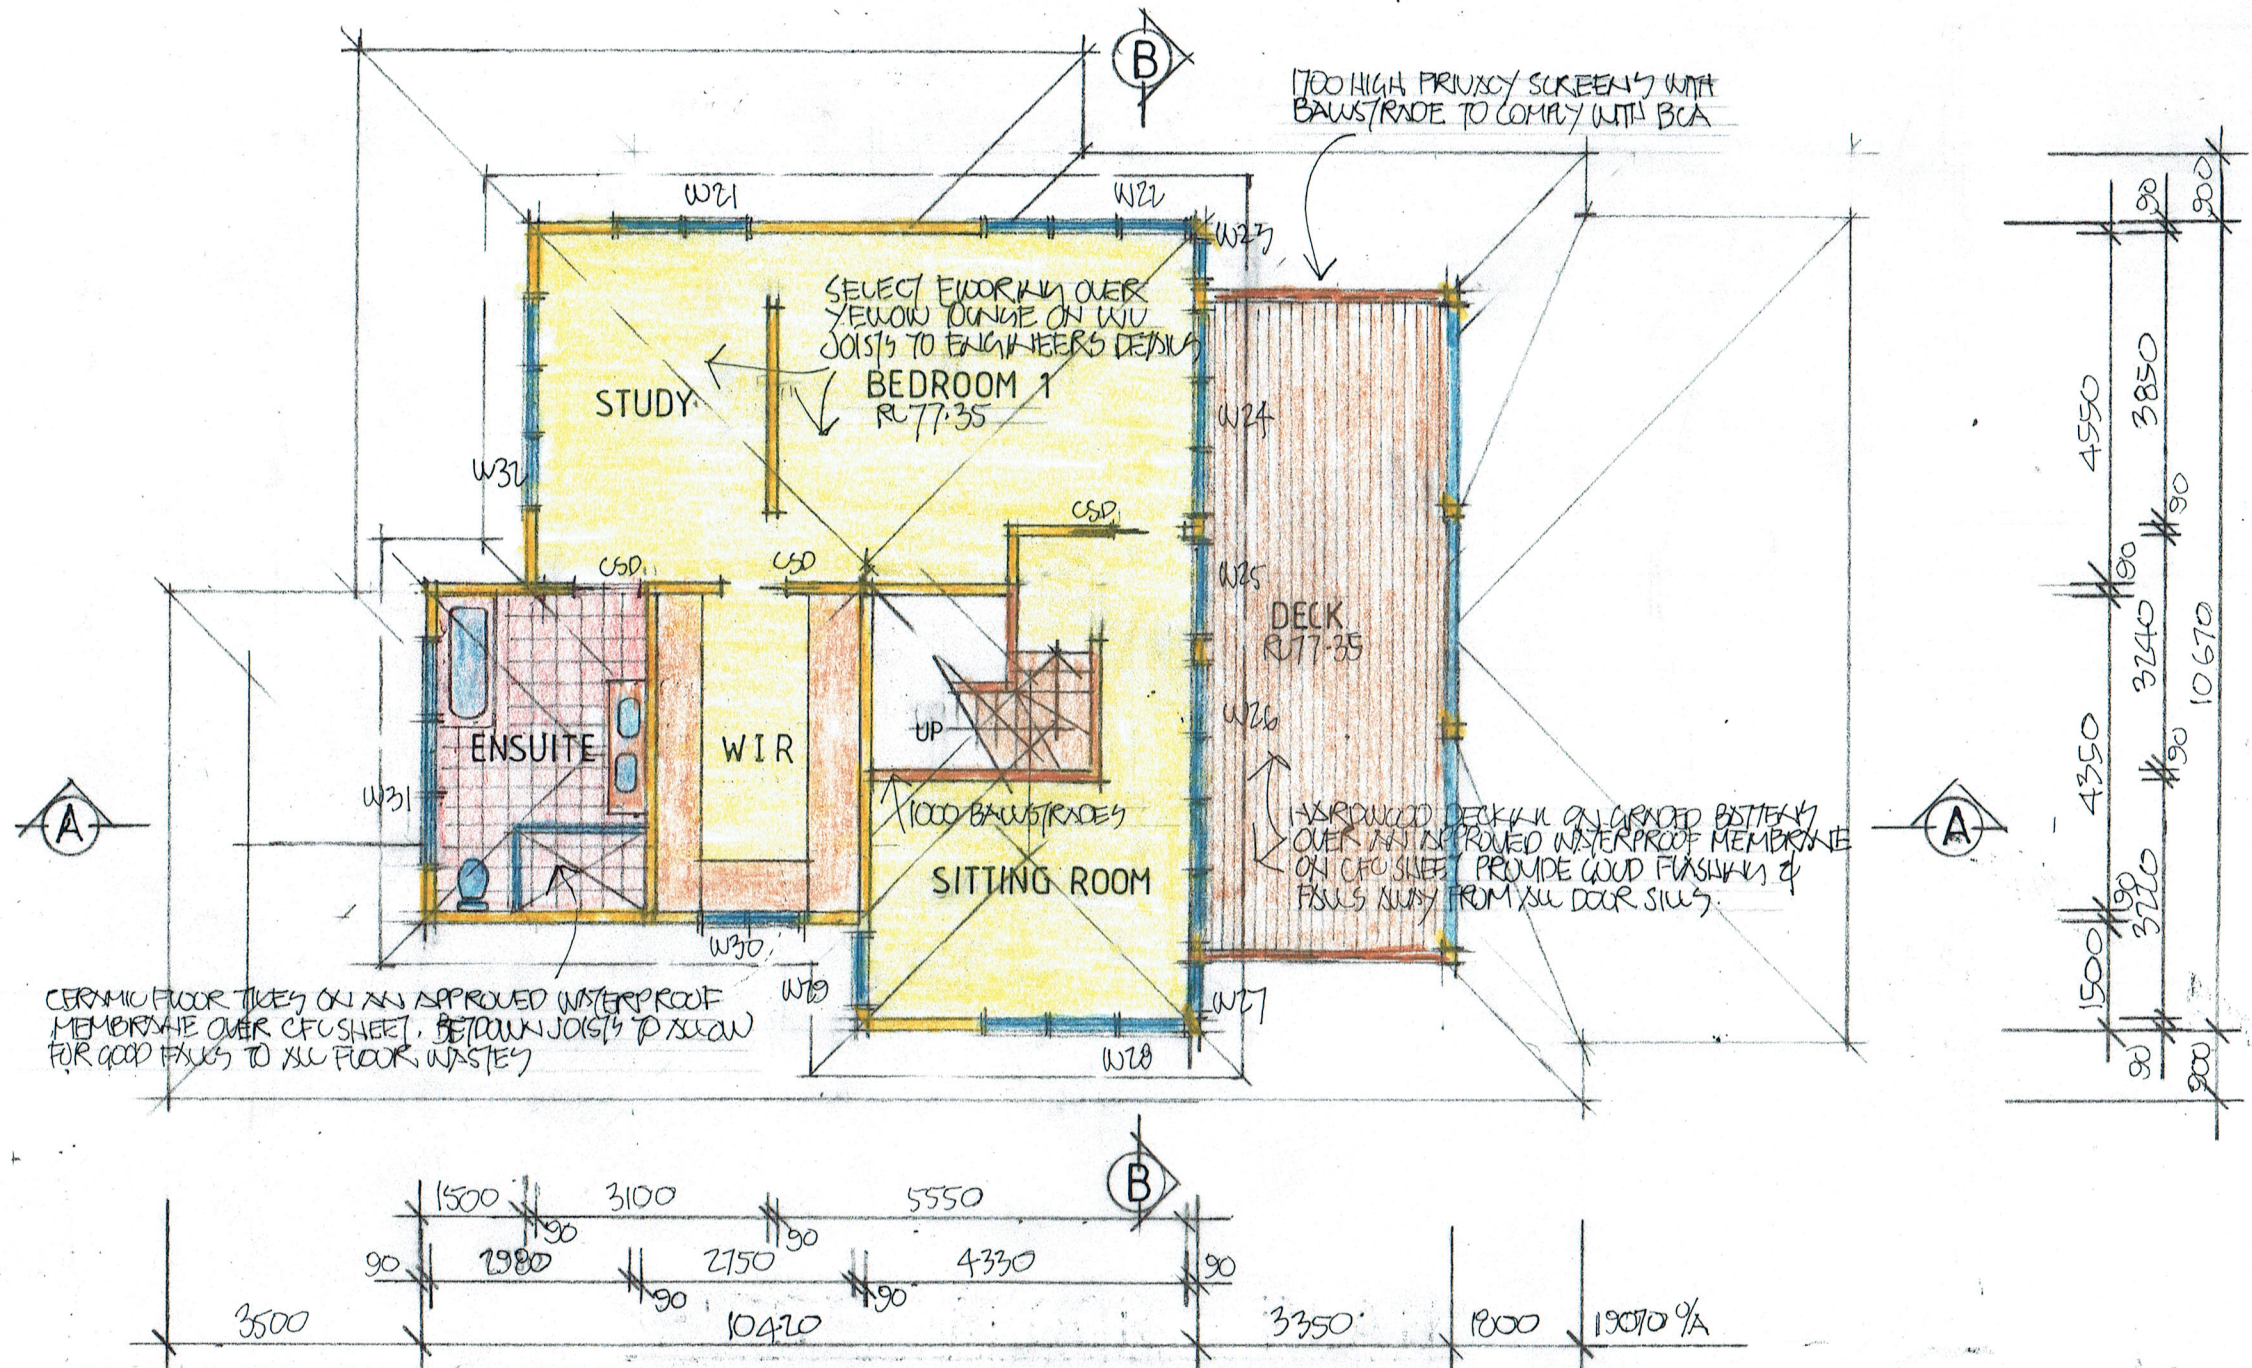 B
1700 HIGH PRIVACY SCREENS WITH
BALUSTRADE TO COMPLY WITH BCA
W21
W22
W23
SELECT FLOORING OVER
YELLOW TONGUE ON LVL
JOISTS TO ENGINEERS DETAILS
BEDROOM 1
RL 77.35
STUDY
W24
W32
CSD
CSD
CSD
W25
DECK
RL 77.35
W26
UP
ENSUITE
WIR
W31
A
1000 BALUSTRADES
SITTING ROOM
HARDWOOD DECKING ON GRADED BATTENS
OVER AN APPROVED WATERPROOF MEMBRANE
ON CFC SHEET PROVIDE GOOD FLASHING &
FALLS AWAY FROM ALL DOOR SILLS.
A
W30
W29
W27
W28
CERAMIC FLOOR TILES ON AN APPROVED WATERPROOF
MEMBRANE OVER CFC SHEET. SETDOWN JOISTS TO ALLOW
FOR GOOD FALLS TO ALL FLOOR WASTES
B
1500 90 3100 90 5550
90 2980 90 2750 90 4330 90
3500 10420 3350 1800 19070 O/A
4550 90 4350 90 1500
90 3850 90 3240 90 3220 90
900 10670 900